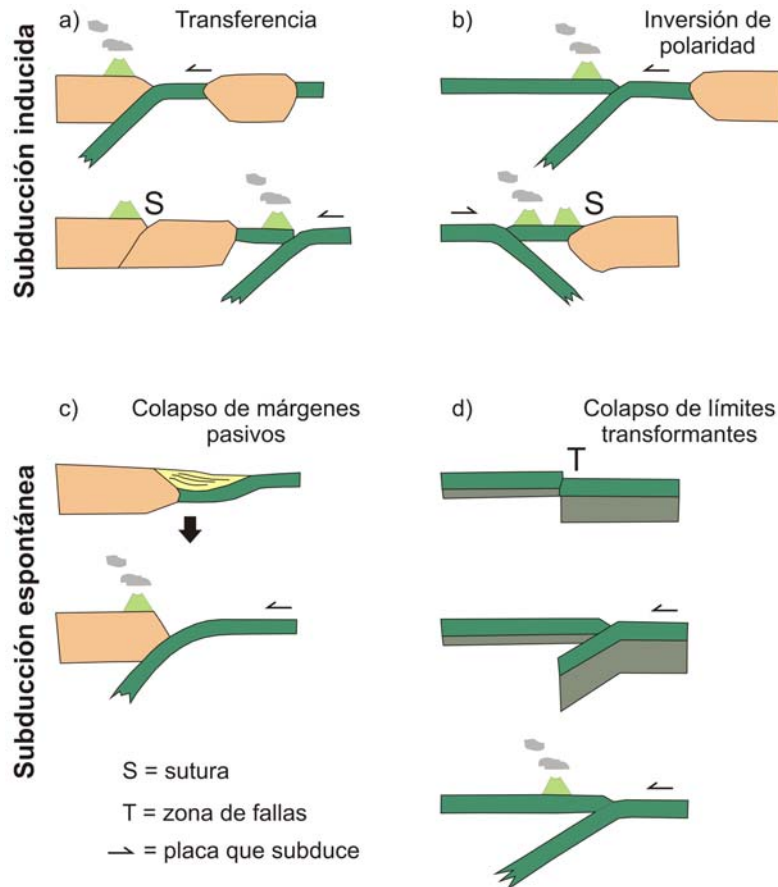 Subducción inducida
a) Transferencia
S
b) Inversión de
polaridad
S
Subducción espontánea
c) Colapso de márgenes
pasivos
d) Colapso de límites
transformantes
T
S = sutura
T = zona de fallas
= placa que subduce